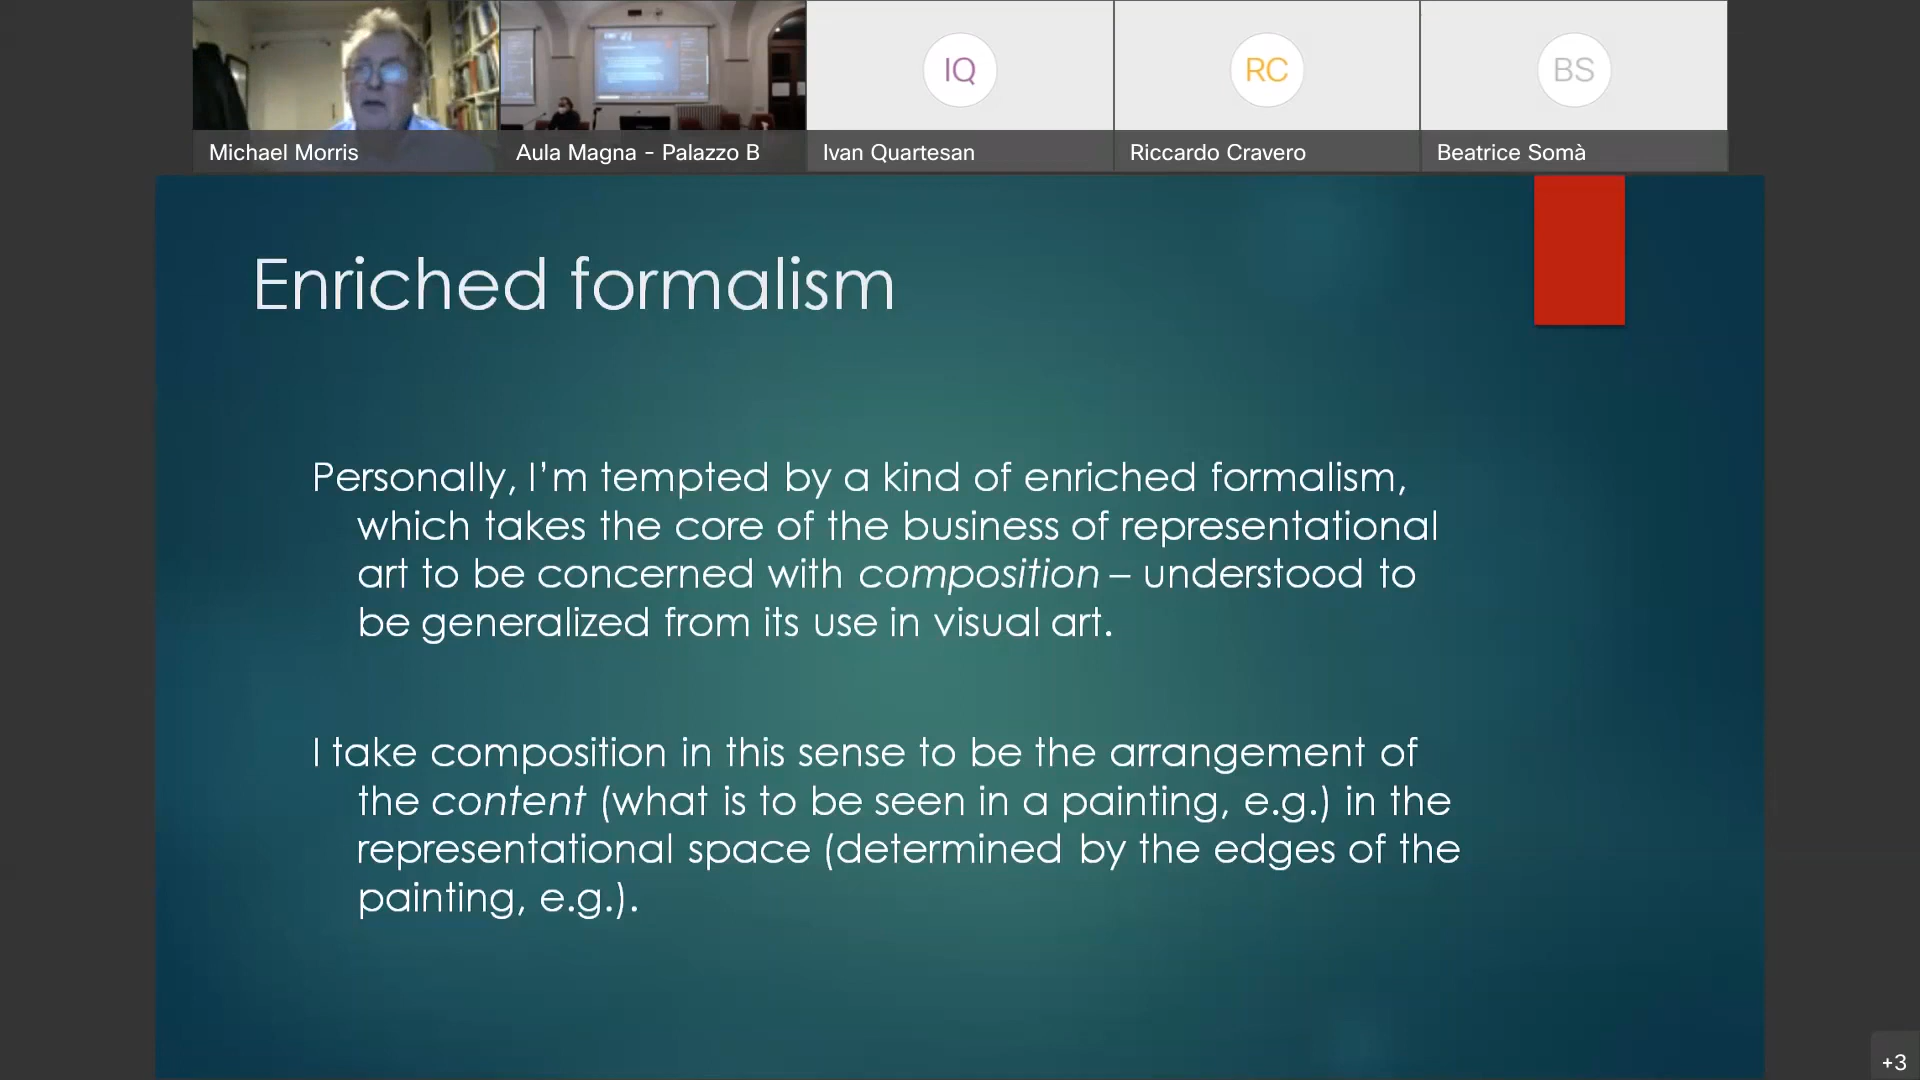 IQ
RC
BS
Michael Morris
Aula Magna - Palazzo B
Ivan Quartesan
Riccardo Cravero
Beatrice Somà
Enriched formalism
Personally, I’m tempted by a kind of enriched formalism,
which takes the core of the business of representational
art to be concerned with composition – understood to
be generalized from its use in visual art.
I take composition in this sense to be the arrangement of
the content (what is to be seen in a painting, e.g.) in the
representational space (determined by the edges of the
painting, e.g.).
+3